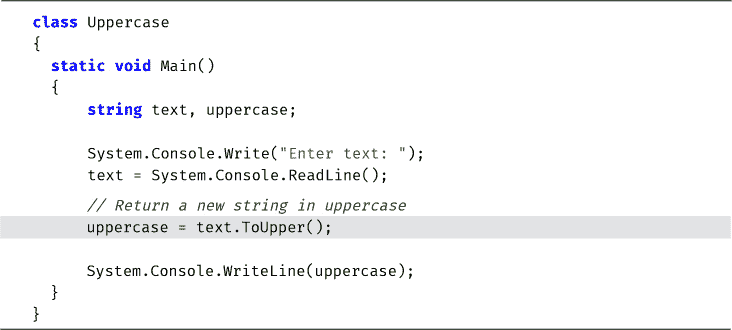 class Uppercase
{
static void Main()
{
string text, uppercase;
System.Console.Write("Enter text: ");
text = System.Console.ReadLine();
// Return a new string in uppercase
uppercase = text.ToUpper();
System.Console.WriteLine(uppercase);
}
}